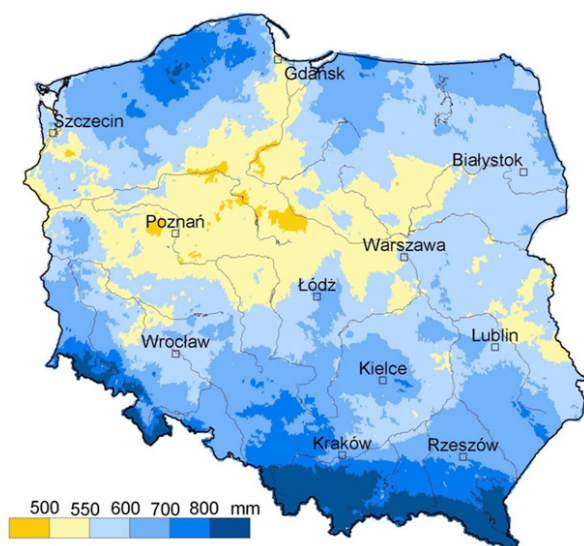 Gdańsk
Szczecin
Białystok
Poznań
Warszawa
Łódź
Wrocław
Lublin
Kielce
Kraków
Rzeszów
500 550 600 700 800 mm